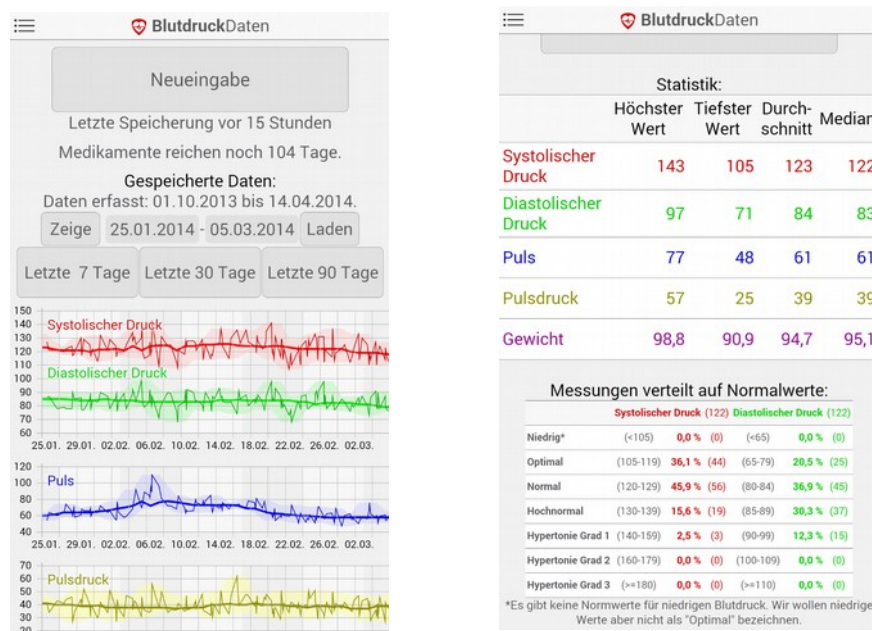 BlutdruckDaten
Neueingabe
Letzte Speicherung vor 15 Stunden
Medikamente reichen noch 104 Tage.
Gespeicherte Daten:
Daten erfasst: 01.10.2013 bis 14.04.2014.
Zeige 25.01.2014 - 05.03.2014 Laden
Letzte 7 Tage Letzte 30 Tage Letzte 90 Tage
150
140 Systolischer Druck
130
120
110
100 Diastolischer Druck
90
80
70
60
25.01. 29.01. 02.02. 06.02. 10.02. 14.02. 18.02. 22.02. 26.02. 02.03.
120
100 Puls
80
60
40
25.01. 29.01. 02.02. 06.02. 10.02. 14.02. 18.02. 22.02. 26.02. 02.03.
70
60 Pulsdruck
50
40
30
20
BlutdruckDaten
Statistik:
Höchster Wert Tiefster Wert Durch-schnitt Median
Systolischer Druck 143 105 123 122
Diastolischer Druck 97 71 84 83
Puls 77 48 61 61
Pulsdruck 57 25 39 39
Gewicht 98,8 90,9 94,7 95,1
Messungen verteilt auf Normalwerte:
Systolischer Druck (122) Diastolischer Druck (122)
Niedrig* (<105) 0,0 % (0) (<65) 0,0 % (0)
Optimal (105-119) 36,1 % (44) (65-79) 20,5 % (25)
Normal (120-129) 45,9 % (56) (80-84) 36,9 % (45)
Hochnormal (130-139) 15,6 % (19) (85-89) 30,3 % (37)
Hypertonie Grad 1 (140-159) 2,5 % (3) (90-99) 12,3 % (15)
Hypertonie Grad 2 (160-179) 0,0 % (0) (100-109) 0,0 % (0)
Hypertonie Grad 3 (>=180) 0,0 % (0) (>=110) 0,0 % (0)
*Es gibt keine Normwerte für niedrigen Blutdruck. Wir wollen niedrige
Werte aber nicht als "Optimal" bezeichnen.